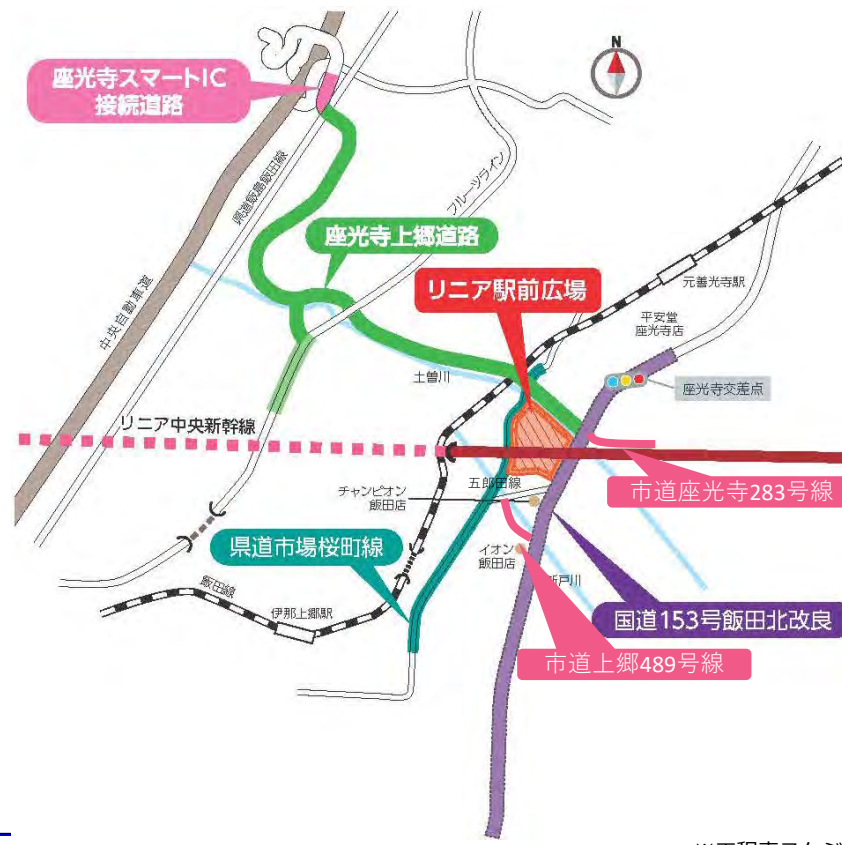 N
座光寺スマートIC
接続道路
県道飯島飯田線
フルーツライン
座光寺上郷道路
中央自動車道
リニア駅前広場
元善光寺駅
平安堂
座光寺店
座光寺交差点
土曽川
リニア中央新幹線
五郎田線
市道座光寺283号線
チャンピオン
飯田店
県道市場桜町線
イオン
飯田店
新戸川
飯田線
伊那上郷駅
国道153号飯田北改良
市道上郷489号線